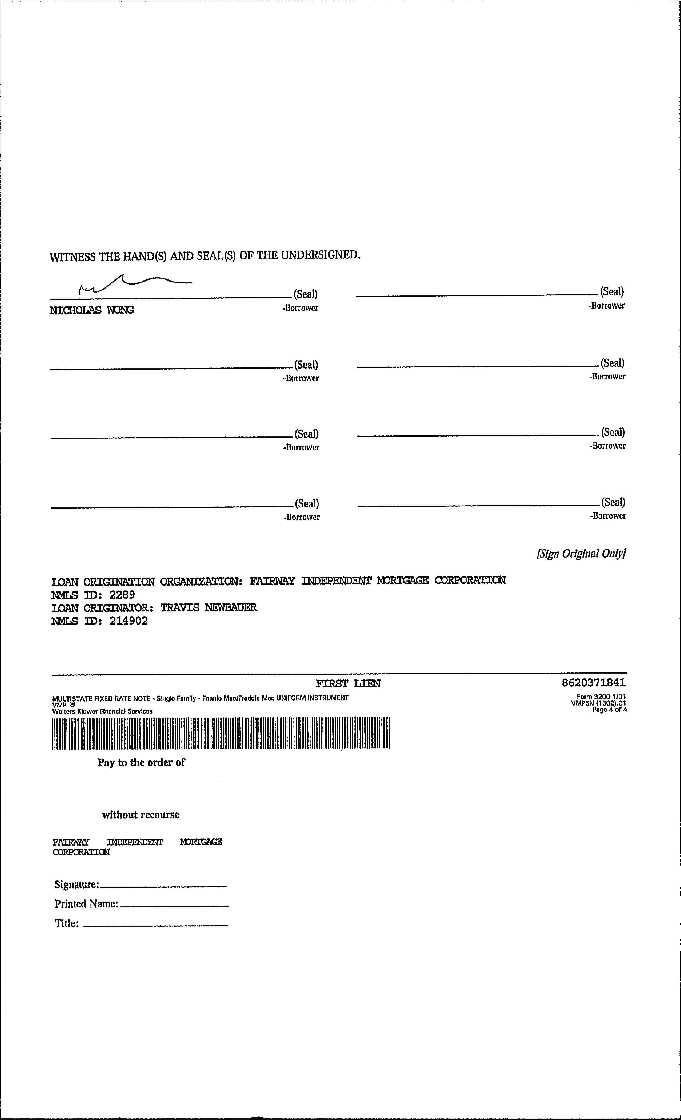 WITNESS THE HAND(S) AND SEAL(S) OF THE UNDERSIGNED.
(Seal) (Seal)
NICHOLAS WONG -Borrower -Borrower
(Seal) (Seal)
-Borrower -Borrower
(Seal) (Seal)
-Borrower -Borrower
(Seal) (Seal)
-Borrower -Borrower
[Sign Original Only]
LOAN ORIGINATION ORGANIZATION: FAIRWAY INDEPENDENT MORTGAGE CORPORATION
NMLS ID: 2289
LOAN ORIGINATOR: TRAVIS NEWBAUER
NMLS ID: 214902
FIRST LIEN 8620371841
MULTISTATE FIXED RATE NOTE - Single Family - Fannie Mae/Freddie Mac UNIFORM INSTRUMENT Form 3200 1/01
VMP ® VMP5N (1302).01
Wolters Kluwer Financial Services Page 4 of 4
Pay to the order of
without recourse
FAIRWAY INDEPENDENT MORTGAGE
CORPORATION
Signature:
Printed Name:
Title: